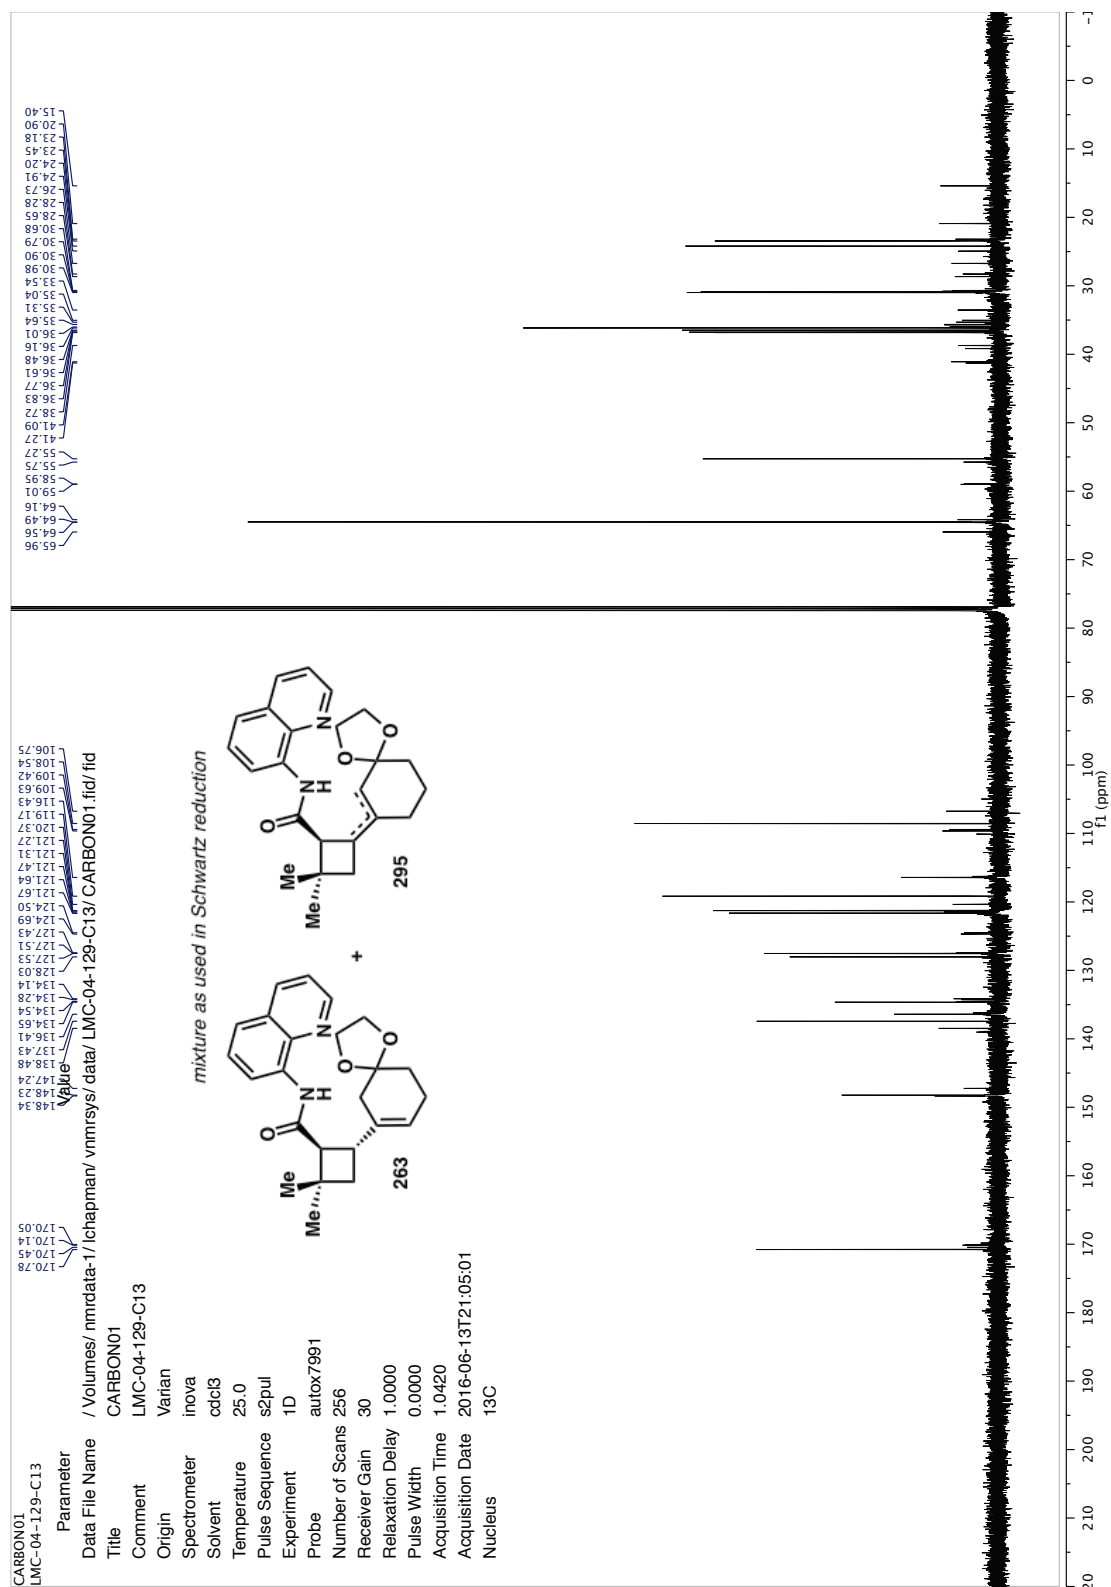 CARBON01
LMC-04-129-C13
Parameter Value
Data File Name / Volumes/ nmrdata-1/ lchapman/ vnmrsys/ data/ LMC-04-129-C13/ CARBON01.fid/ fid
Title CARBON01
Comment LMC-04-129-C13
Origin Varian
Spectrometer inova
Solvent cdcl3
Temperature 25.0
Pulse Sequence s2pul
Experiment 1D
Probe autox7991
Number of Scans 256
Receiver Gain 30
Relaxation Delay 1.0000
Pulse Width 0.0000
Acquisition Time 1.0420
Acquisition Date 2016-06-13T21:05:01
Nucleus 13C
170.78
170.45
170.14
170.05
148.34
148.23
147.24
138.48
137.43
136.41
134.65
134.54
134.28
134.14
128.03
127.53
127.51
127.43
124.69
124.50
121.67
121.64
121.47
121.31
121.27
120.37
119.17
116.43
109.63
109.42
108.54
106.75
65.96
64.56
64.49
64.16
59.01
58.95
55.75
55.27
41.27
41.09
38.72
36.83
36.77
36.61
36.48
36.16
36.01
35.64
35.31
35.04
33.54
30.98
30.90
30.79
30.68
28.65
28.28
26.73
24.91
24.20
23.45
23.18
20.90
15.40
mixture as used in Schwartz reduction
Me
Me
O
N
H
N
O
O
263
+
Me
Me
O
N
H
N
O
O
295
20 210 200 190 180 170 160 150 140 130 120 110 100 90 80 70 60 50 40 30 20 10 0 -1
f1 (ppm)